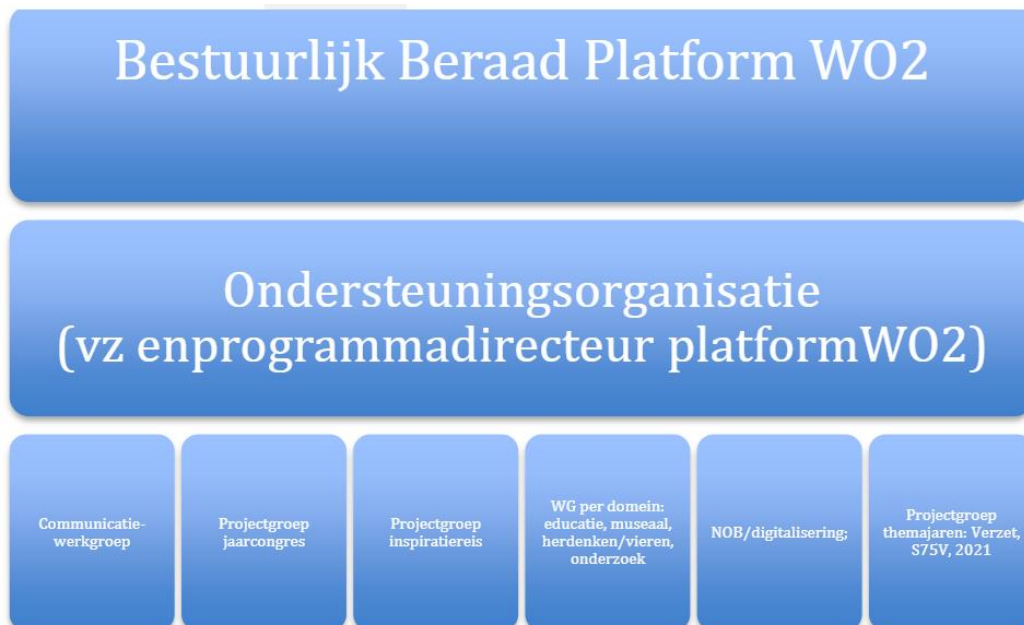 Bestuurlijk Beraad Platform WO2
Ondersteuningsorganisatie
(vz enprogrammadirecteur platformWO2)
Communicatie-
werkgroep
Projectgroep
jaarcongres
Projectgroep
inspiratiereis
WG per domein:
educatie, museaal,
herdenken/vieren,
onderzoek
NOB/digitalisering;
Projectgroep
themajaren: Verzet,
S75V, 2021